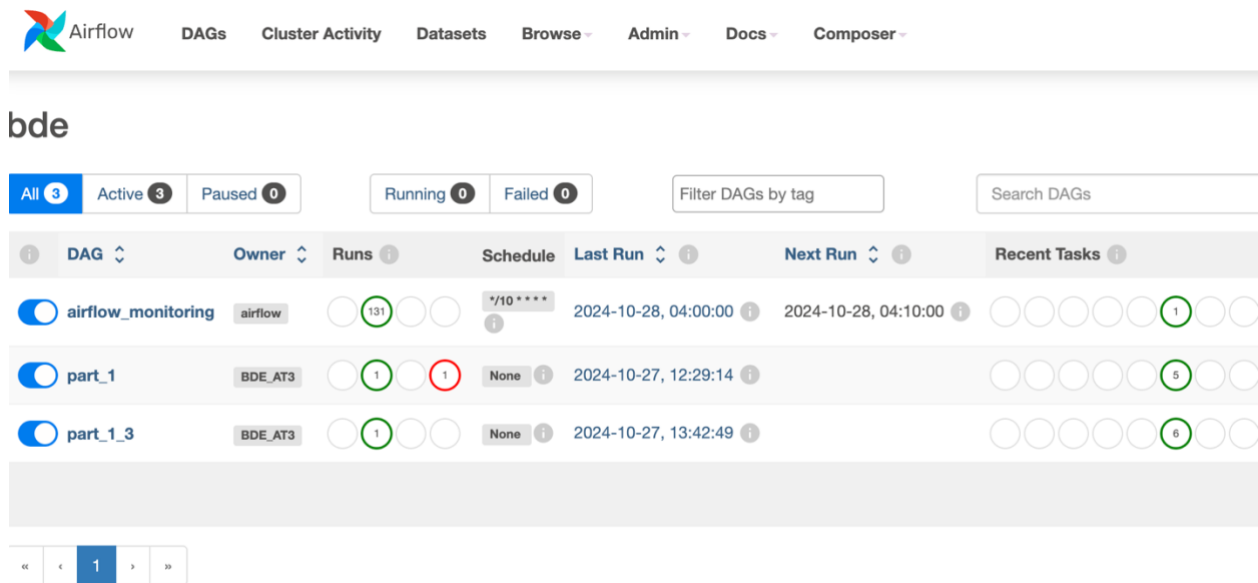 Airflow DAGs Cluster Activity Datasets Browse Admin Docs Composer
bde
All 3 Active 3 Paused 0 Running 0 Failed 0 Filter DAGs by tag Search DAGs
DAG Owner Runs Schedule Last Run Next Run Recent Tasks
airflow_monitoring airflow 131 */10 * * * * 2024-10-28, 04:00:00 2024-10-28, 04:10:00 1
part_1 BDE_AT3 1 1 None 2024-10-27, 12:29:14 5
part_1_3 BDE_AT3 1 None 2024-10-27, 13:42:49 6
« ‹ 1 › »